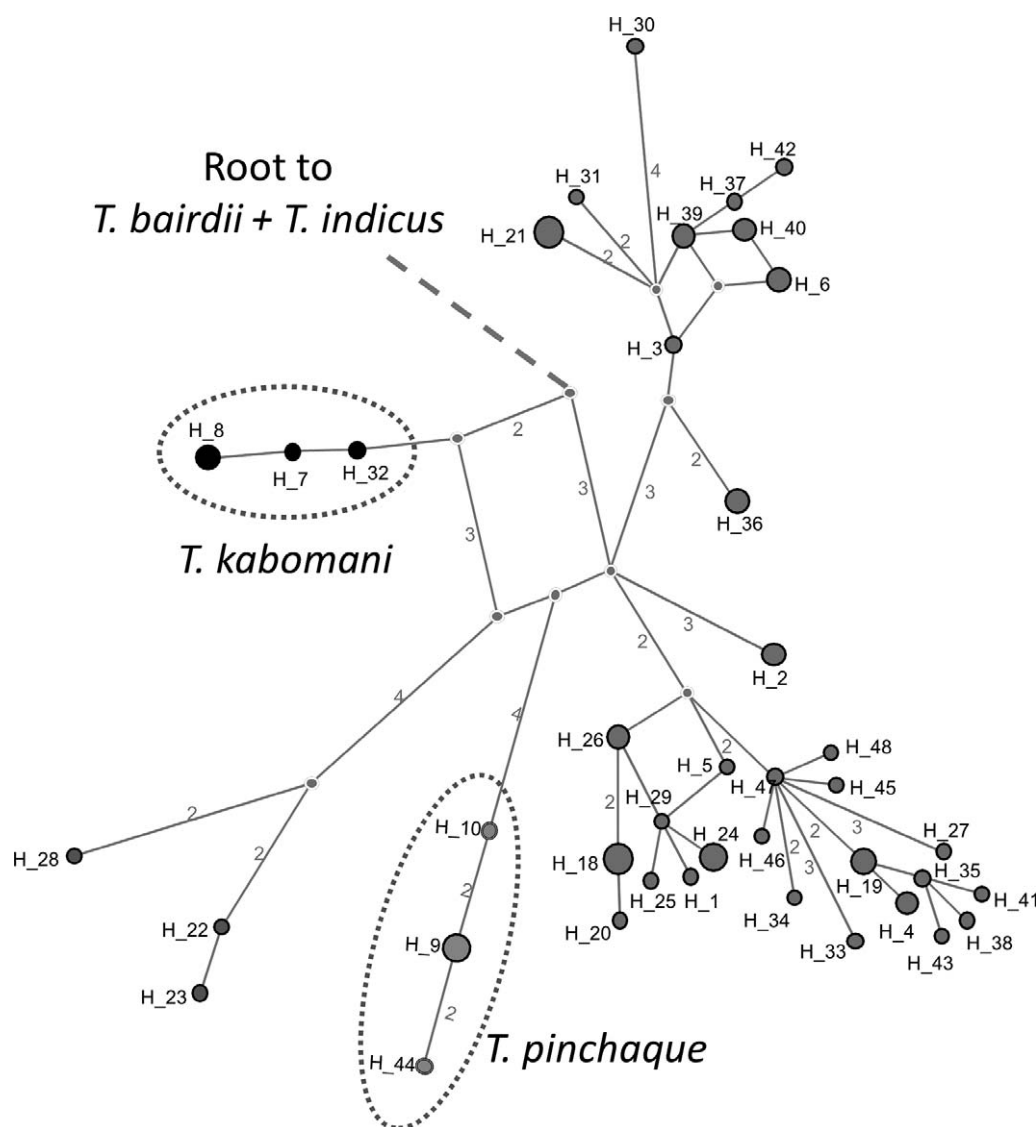 H_30
H_42
H_31
H_37
Root to
4
H_39
H_40
T. bairdii + T. indicus
H_21
2
2
H_6
H_3
H_8
2
2
H_7
H_32
H_36
3
3
T. kabomani
3
3
2
H_2
4
4
H_26
2
H_48
H_5
H_47
H_45
H_10
2
H_29
H_24
2
3
H_27
2
H_28
2
H_18
H_46
2
3
H_35
H_19
H_41
2
H_25
H_1
H_34
H_4
H_22
H_20
H_38
H_9
H_33
H_43
H_23
2
T. pinchaque
H_44